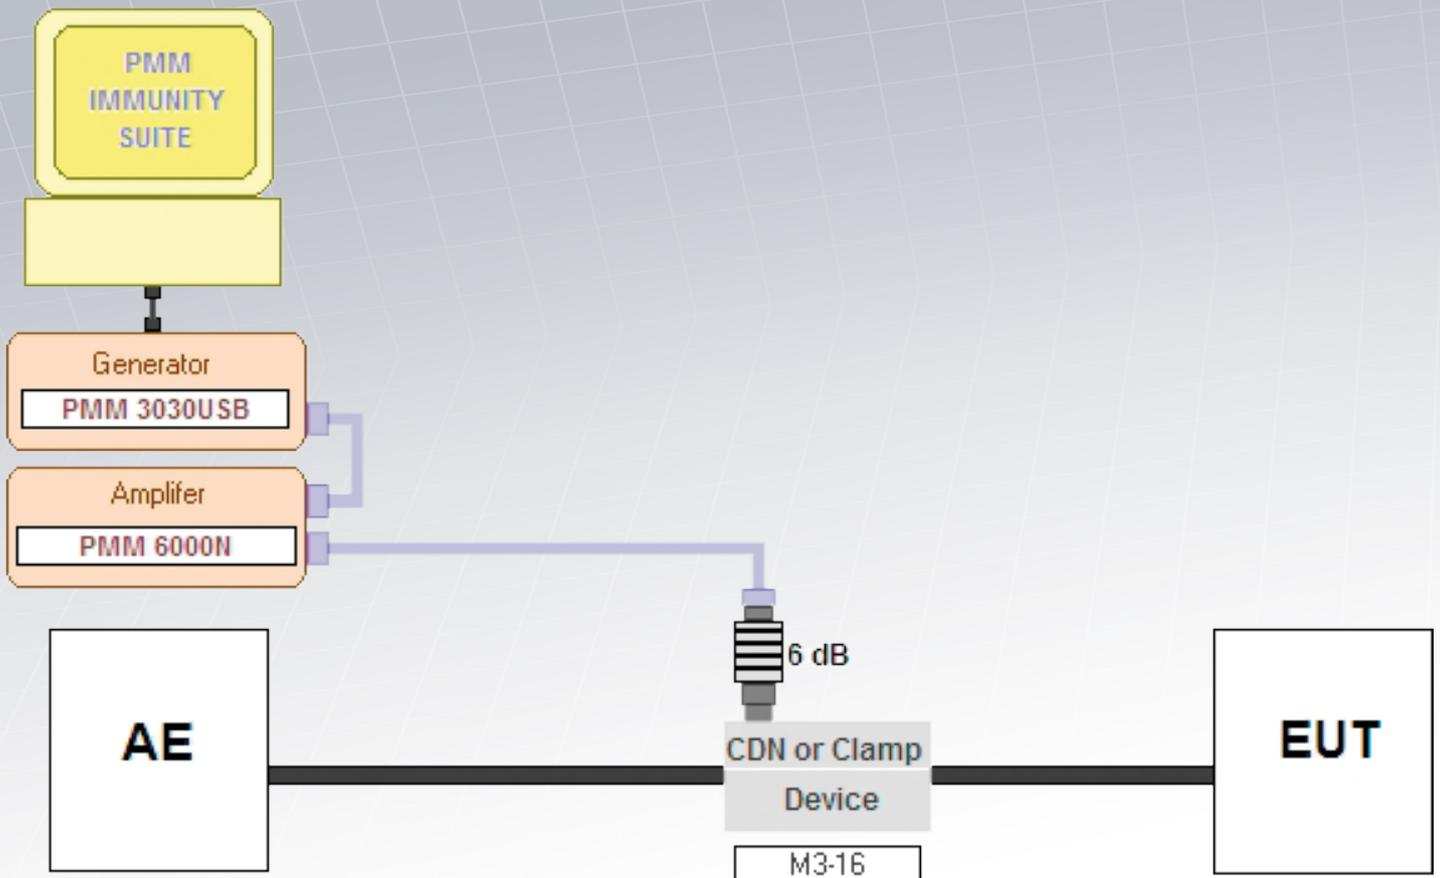 PMM
IMMUNITY
SUITE
Generator
PMM 3030USB
Amplifer
PMM 6000N
6 dB
AE
CDN or Clamp
Device
EUT
M3-16